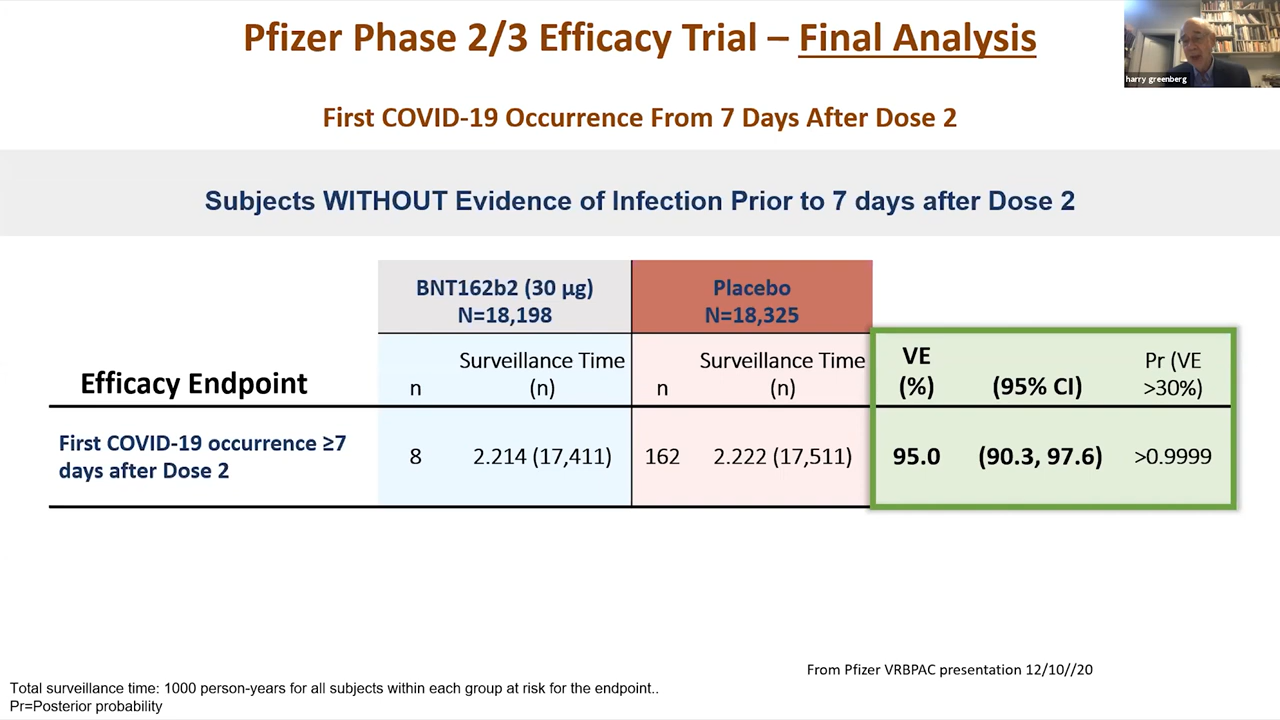 Pfizer Phase 2/3 Efficacy Trial – Final Analysis
harry greenberg
First COVID-19 Occurrence From 7 Days After Dose 2
Subjects WITHOUT Evidence of Infection Prior to 7 days after Dose 2
BNT162b2 (30 µg)
N=18,198
Placebo
N=18,325
Efficacy Endpoint
n
Surveillance Time
(n)
n
Surveillance Time
(n)
VE
(%)
(95% CI)
Pr (VE
>30%)
First COVID-19 occurrence ≥7
days after Dose 2
8
2.214 (17,411)
162
2.222 (17,511)
95.0
(90.3, 97.6)
>0.9999
From Pfizer VRBPAC presentation 12/10//20
Total surveillance time: 1000 person-years for all subjects within each group at risk for the endpoint..
Pr=Posterior probability